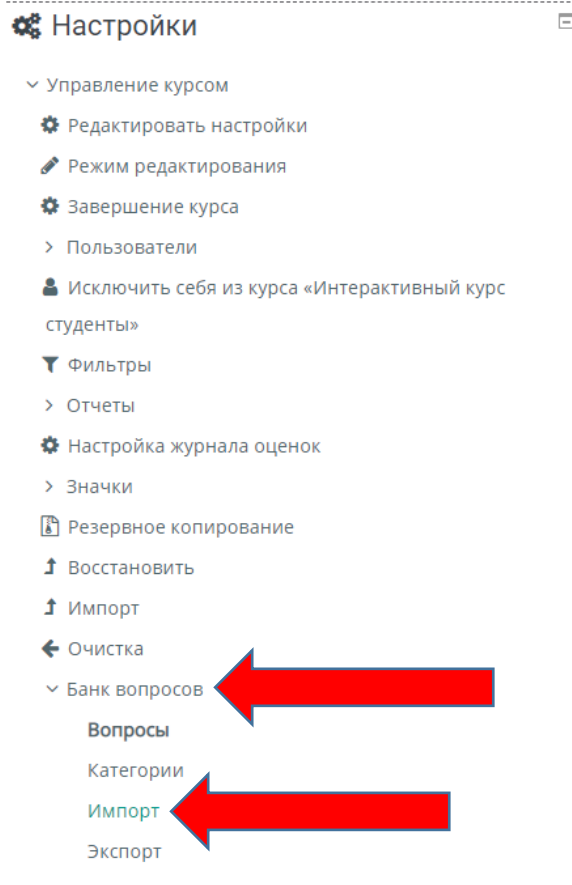 Настройки
Управление курсом
Редактировать настройки
Режим редактирования
Завершение курса
Пользователи
Исключить себя из курса «Интерактивный курс
студенты»
Фильтры
Отчеты
Настройка журнала оценок
Значки
Резервное копирование
Восстановить
Импорт
Очистка
Банк вопросов
Вопросы
Категории
Импорт
Экспорт